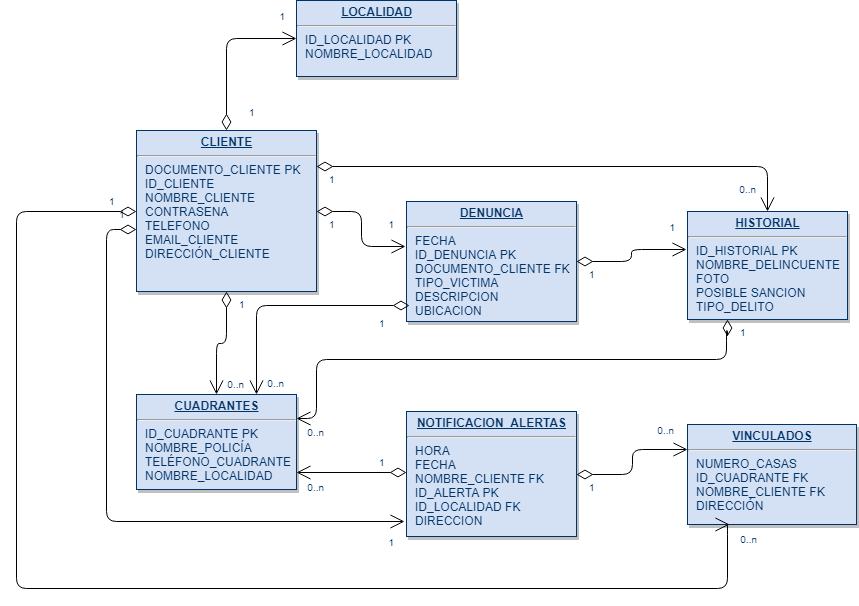 LOCALIDAD
ID_LOCALIDAD PK
NOMBRE_LOCALIDAD
1
1
CLIENTE
DOCUMENTO_CLIENTE PK
ID_CLIENTE
NOMBRE_CLIENTE
CONTRASENA
TELEFONO
EMAIL_CLIENTE
DIRECCIÓN_CLIENTE
1
1
1
1
1
0..n
1
DENUNCIA
FECHA
ID_DENUNCIA PK
DOCUMENTO_CLIENTE FK
TIPO_VICTIMA
DESCRIPCION
UBICACION
1
1
1
HISTORIAL
ID_HISTORIAL PK
NOMBRE_DELINCUENTE
FOTO
POSIBLE SANCION
TIPO_DELITO
1
0..n
0..n
0..n
CUADRANTES
ID_CUADRANTE PK
NOMBRE_POLICÍA
TELÉFONO_CUADRANTE
NOMBRE_LOCALIDAD
0..n
1
NOTIFICACION_ALERTAS
HORA
FECHA
NOMBRE_CLIENTE FK
ID_ALERTA PK
ID_LOCALIDAD FK
DIRECCION
1
1
0..n
VINCULADOS
NUMERO_CASAS
ID_CUADRANTE FK
NOMBRE_CLIENTE FK
DIRECCIÓN
0..n